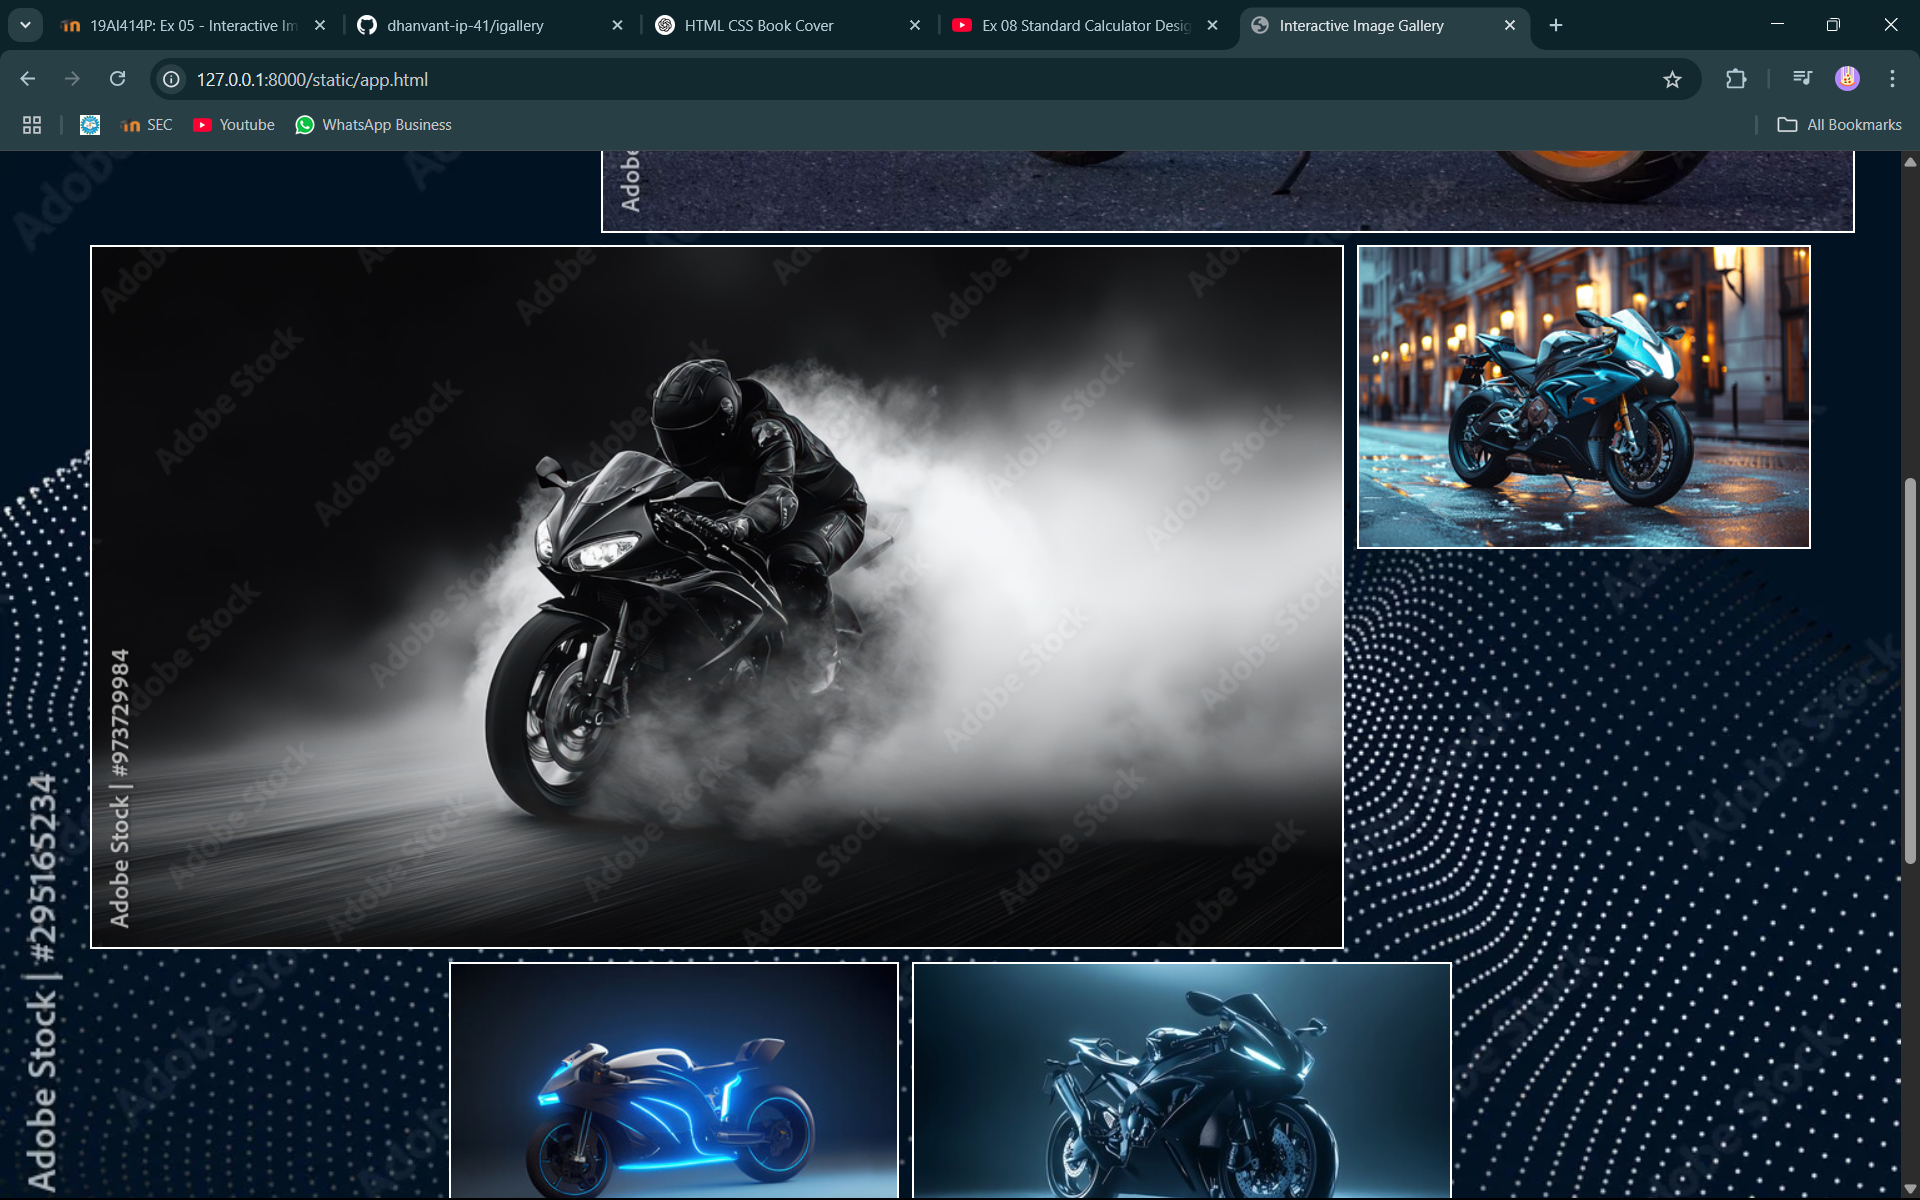 19AI414P: Ex 05 - Interactive Im
dhanvant-ip-41/igallery
HTML CSS Book Cover
Ex 08 Standard Calculator Desig
Interactive Image Gallery
127.0.0.1:8000/static/app.html
SEC
Youtube
WhatsApp Business
All Bookmarks
Adobe
Adobe Stock | #973729984
Adobe Stock | #295165234
Adobe Stock